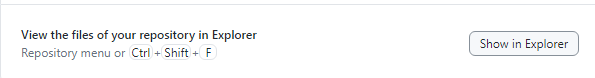 View the files of your repository in Explorer
Repository menu or Ctrl + Shift + F
Show in Explorer